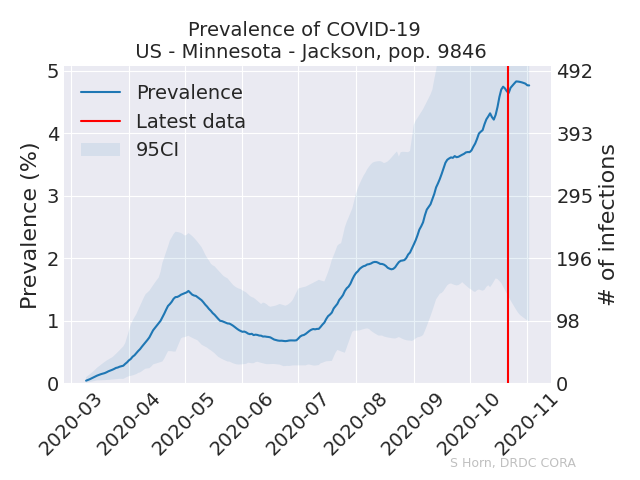 Prevalence of COVID-19
US - Minnesota - Jackson, pop. 9846
Prevalence
Latest data
95CI
Prevalence (%)
5
4
3
2
1
0
# of infections
492
393
295
196
98
0
2020-03
2020-04
2020-05
2020-06
2020-07
2020-08
2020-09
2020-10
2020-11
S Horn, DRDC CORA